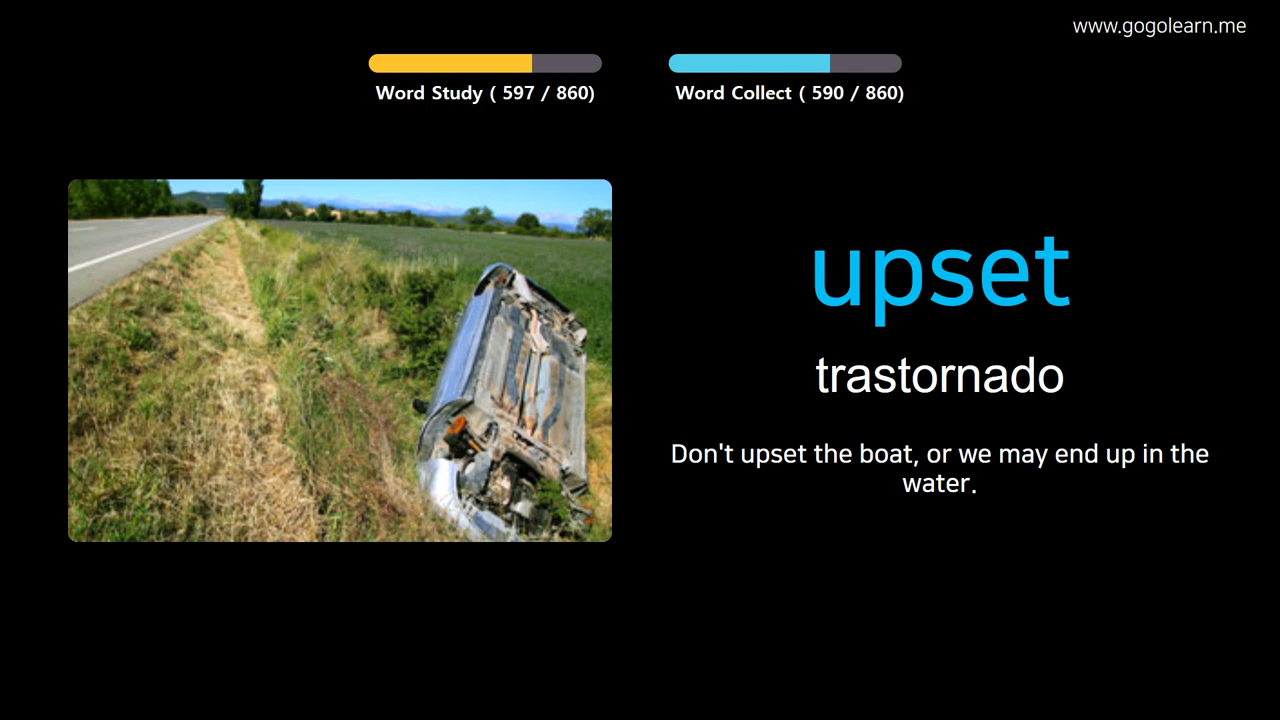 www.gogolearn.me
Word Study ( 597 / 860)
Word Collect ( 590 / 860)
upset
trastornado
Don't upset the boat, or we may end up in the
water.